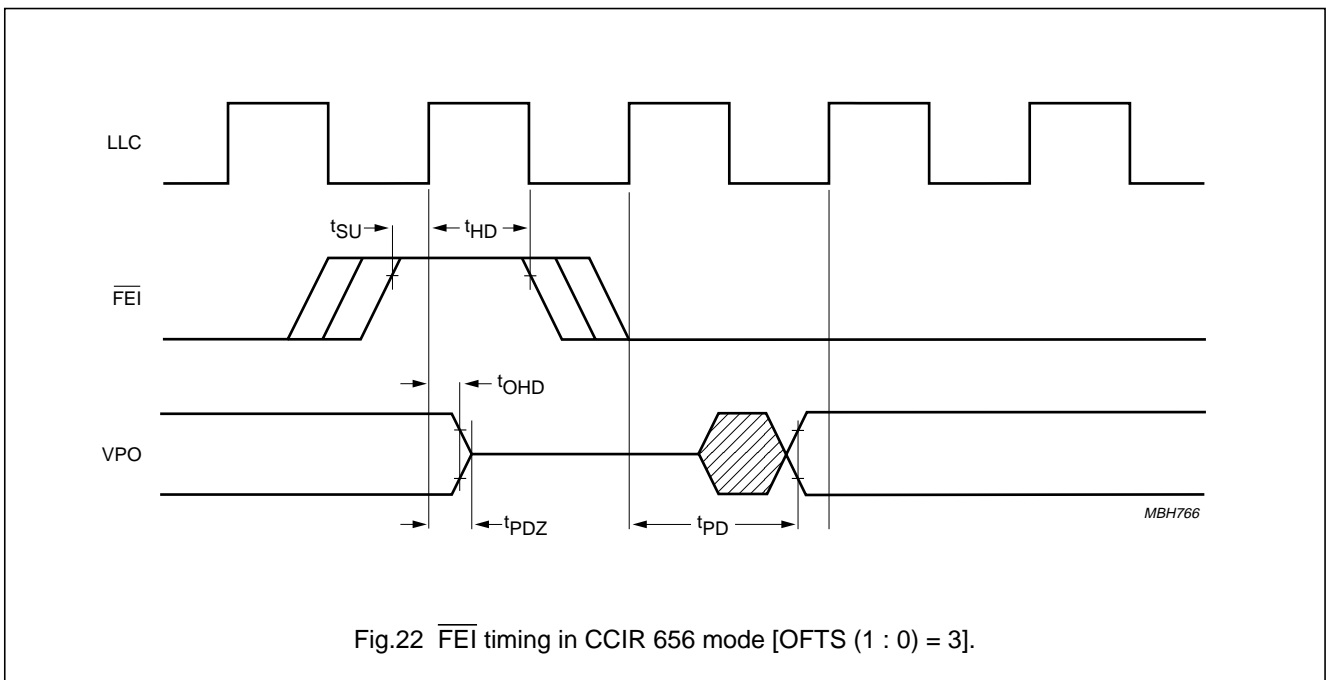 LLC
tSU
tHD
FEI
tOHD
VPO
tPDZ
tPD
MBH766
Fig.22 FEI timing in CCIR 656 mode [OFTS (1 : 0) = 3].